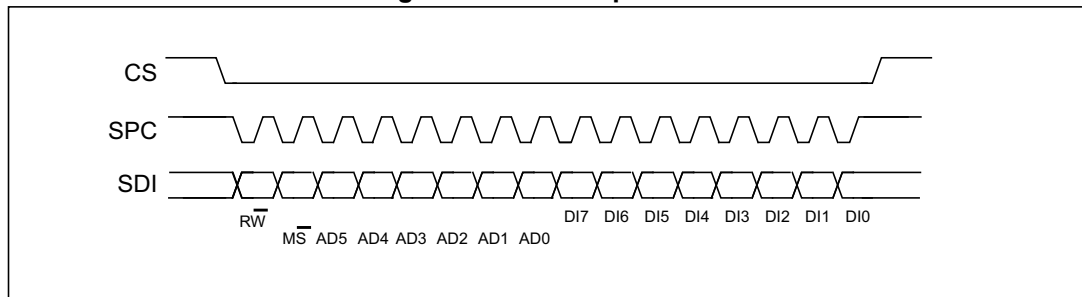 CS
SPC
SDI
RW̅ DI7 DI6 DI5 DI4 DI3 DI2 DI1 DI0
MS̅ AD5 AD4 AD3 AD2 AD1 AD0